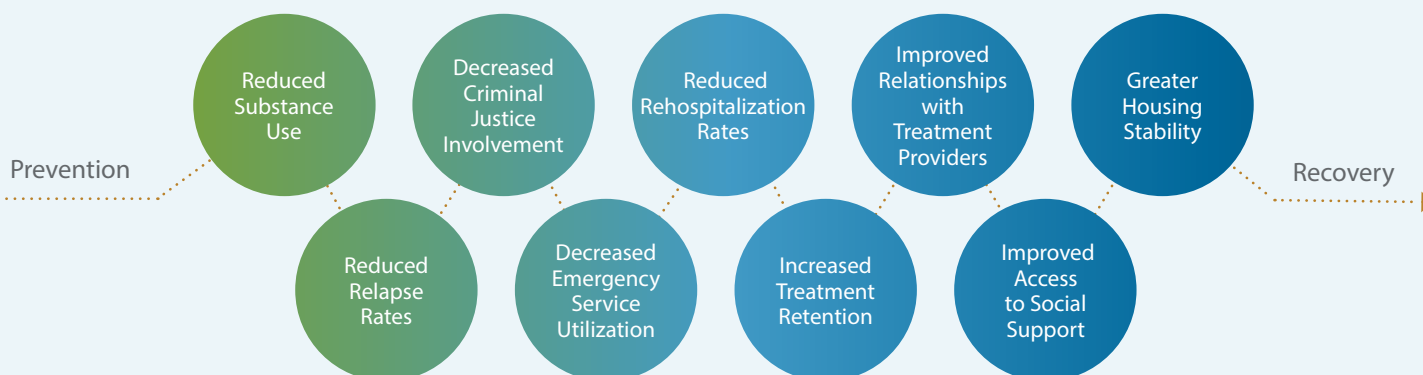 Prevention
Reduced
Substance
Use
Reduced
Relapse
Rates
Decreased
Criminal
Justice
Involvement
Decreased
Emergency
Service
Utilization
Reduced
Rehospitalization
Rates
Increased
Treatment
Retention
Improved
Relationships
with
Treatment
Providers
Improved
Access
to Social
Support
Greater
Housing
Stability
Recovery